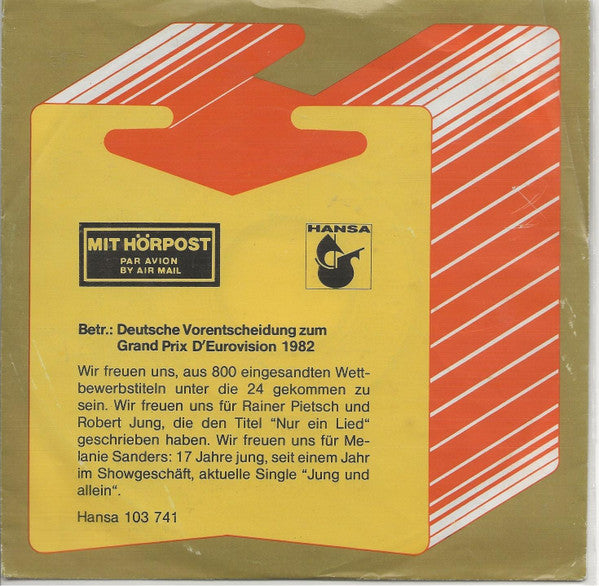 MIT HÖRPOST
PAR AVION
BY AIR MAIL
HANSA
Betr.: Deutsche Vorentscheidung zum
Grand Prix D'Eurovision 1982
Wir freuen uns, aus 800 eingesandten Wett-
bewerbstiteln unter die 24 gekommen zu
sein. Wir freuen uns für Rainer Pietsch und
Robert Jung, die den Titel “Nur ein Lied“
geschrieben haben. Wir freuen uns für Me-
lanie Sanders: 17 Jahre jung, seit einem Jahr
im Showgeschäft, aktuelle Single “Jung und
allein“.
Hansa 103 741